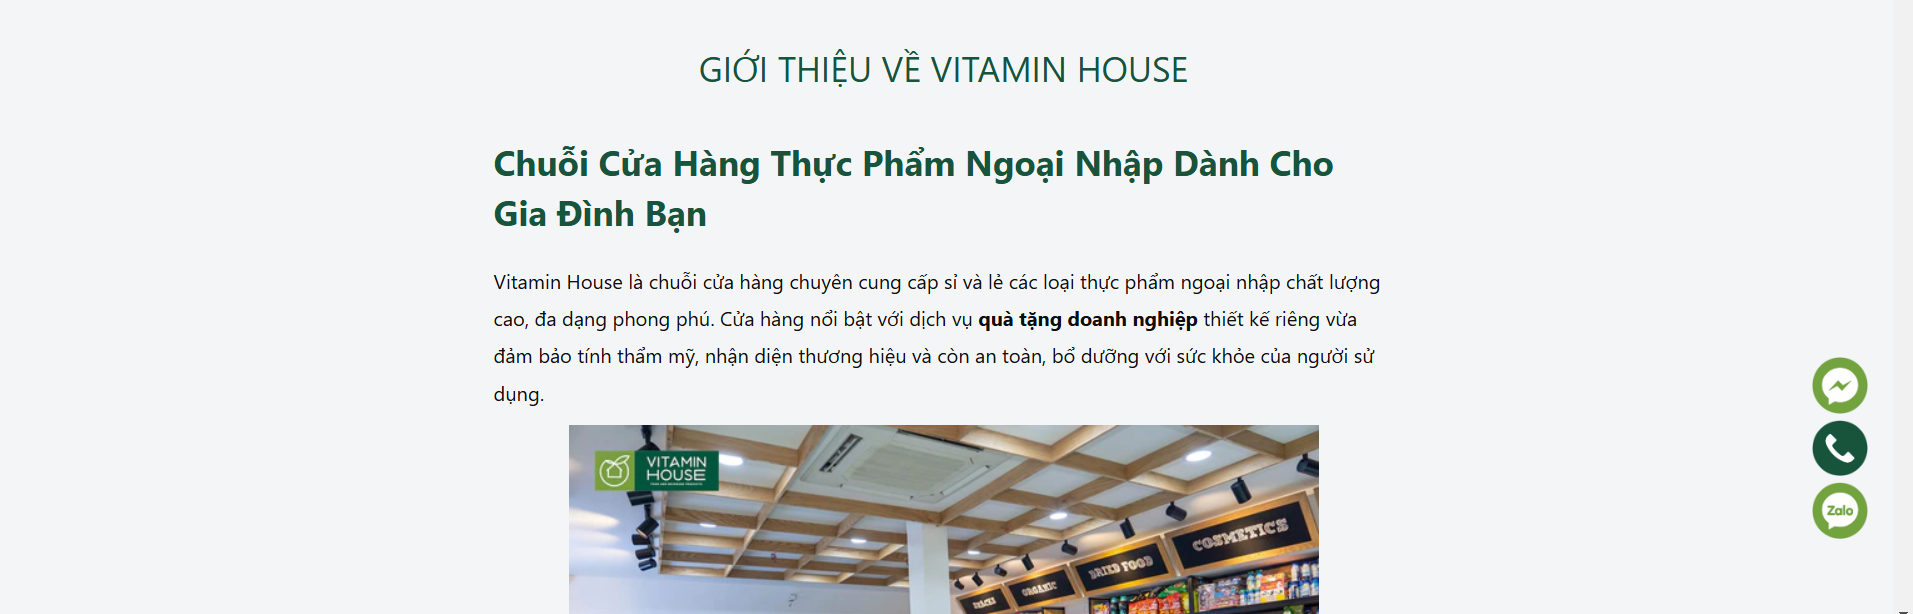 GIỚI THIỆU VỀ VITAMIN HOUSE
Chuỗi Cửa Hàng Thực Phẩm Ngoại Nhập Dành Cho
Gia Đình Bạn
Vitamin House là chuỗi cửa hàng chuyên cung cấp sỉ và lẻ các loại thực phẩm ngoại nhập chất lượng
cao, đa dạng phong phú. Cửa hàng nổi bật với dịch vụ quà tặng doanh nghiệp thiết kế riêng vừa
đảm bảo tính thẩm mỹ, nhận diện thương hiệu và còn an toàn, bổ dưỡng với sức khỏe của người sử
dụng.
VITAMIN
HOUSE
COSMETICS
DRIED FOOD
ORGANIC
Zalo